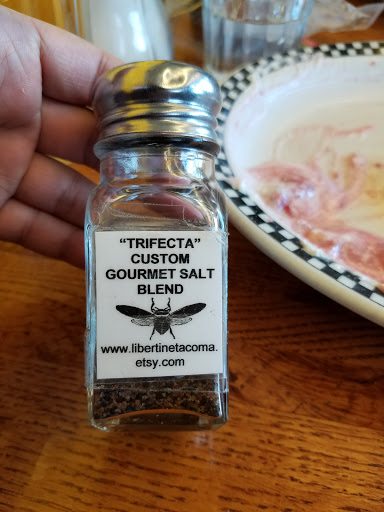 "TRIFECTA"
CUSTOM
GOURMET SALT
BLEND
www.libertinetacoma.
etsy.com